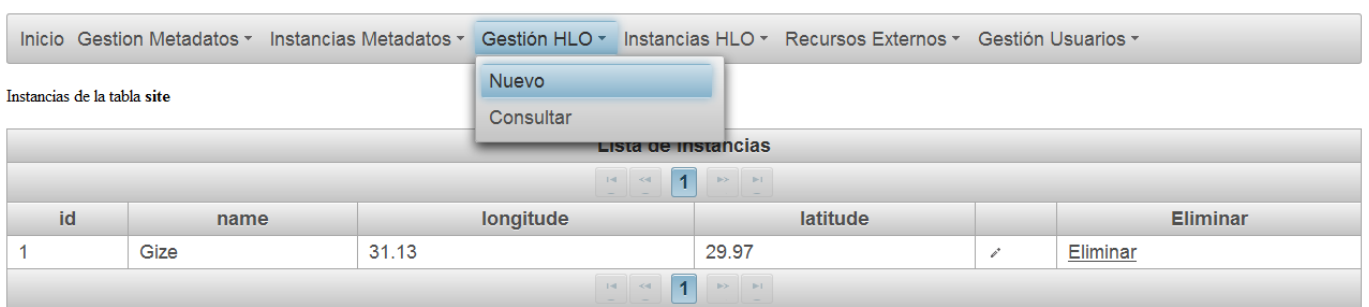 Inicio Gestion Metadatos Instancias Metadatos Gestión HLO Instancias HLO Recursos Externos Gestión Usuarios
Nuevo
Instancias de la tabla site
Consultar
Lista de Instancias
1
id name longitude latitude Eliminar
1 Gize 31.13 29.97 Eliminar
1